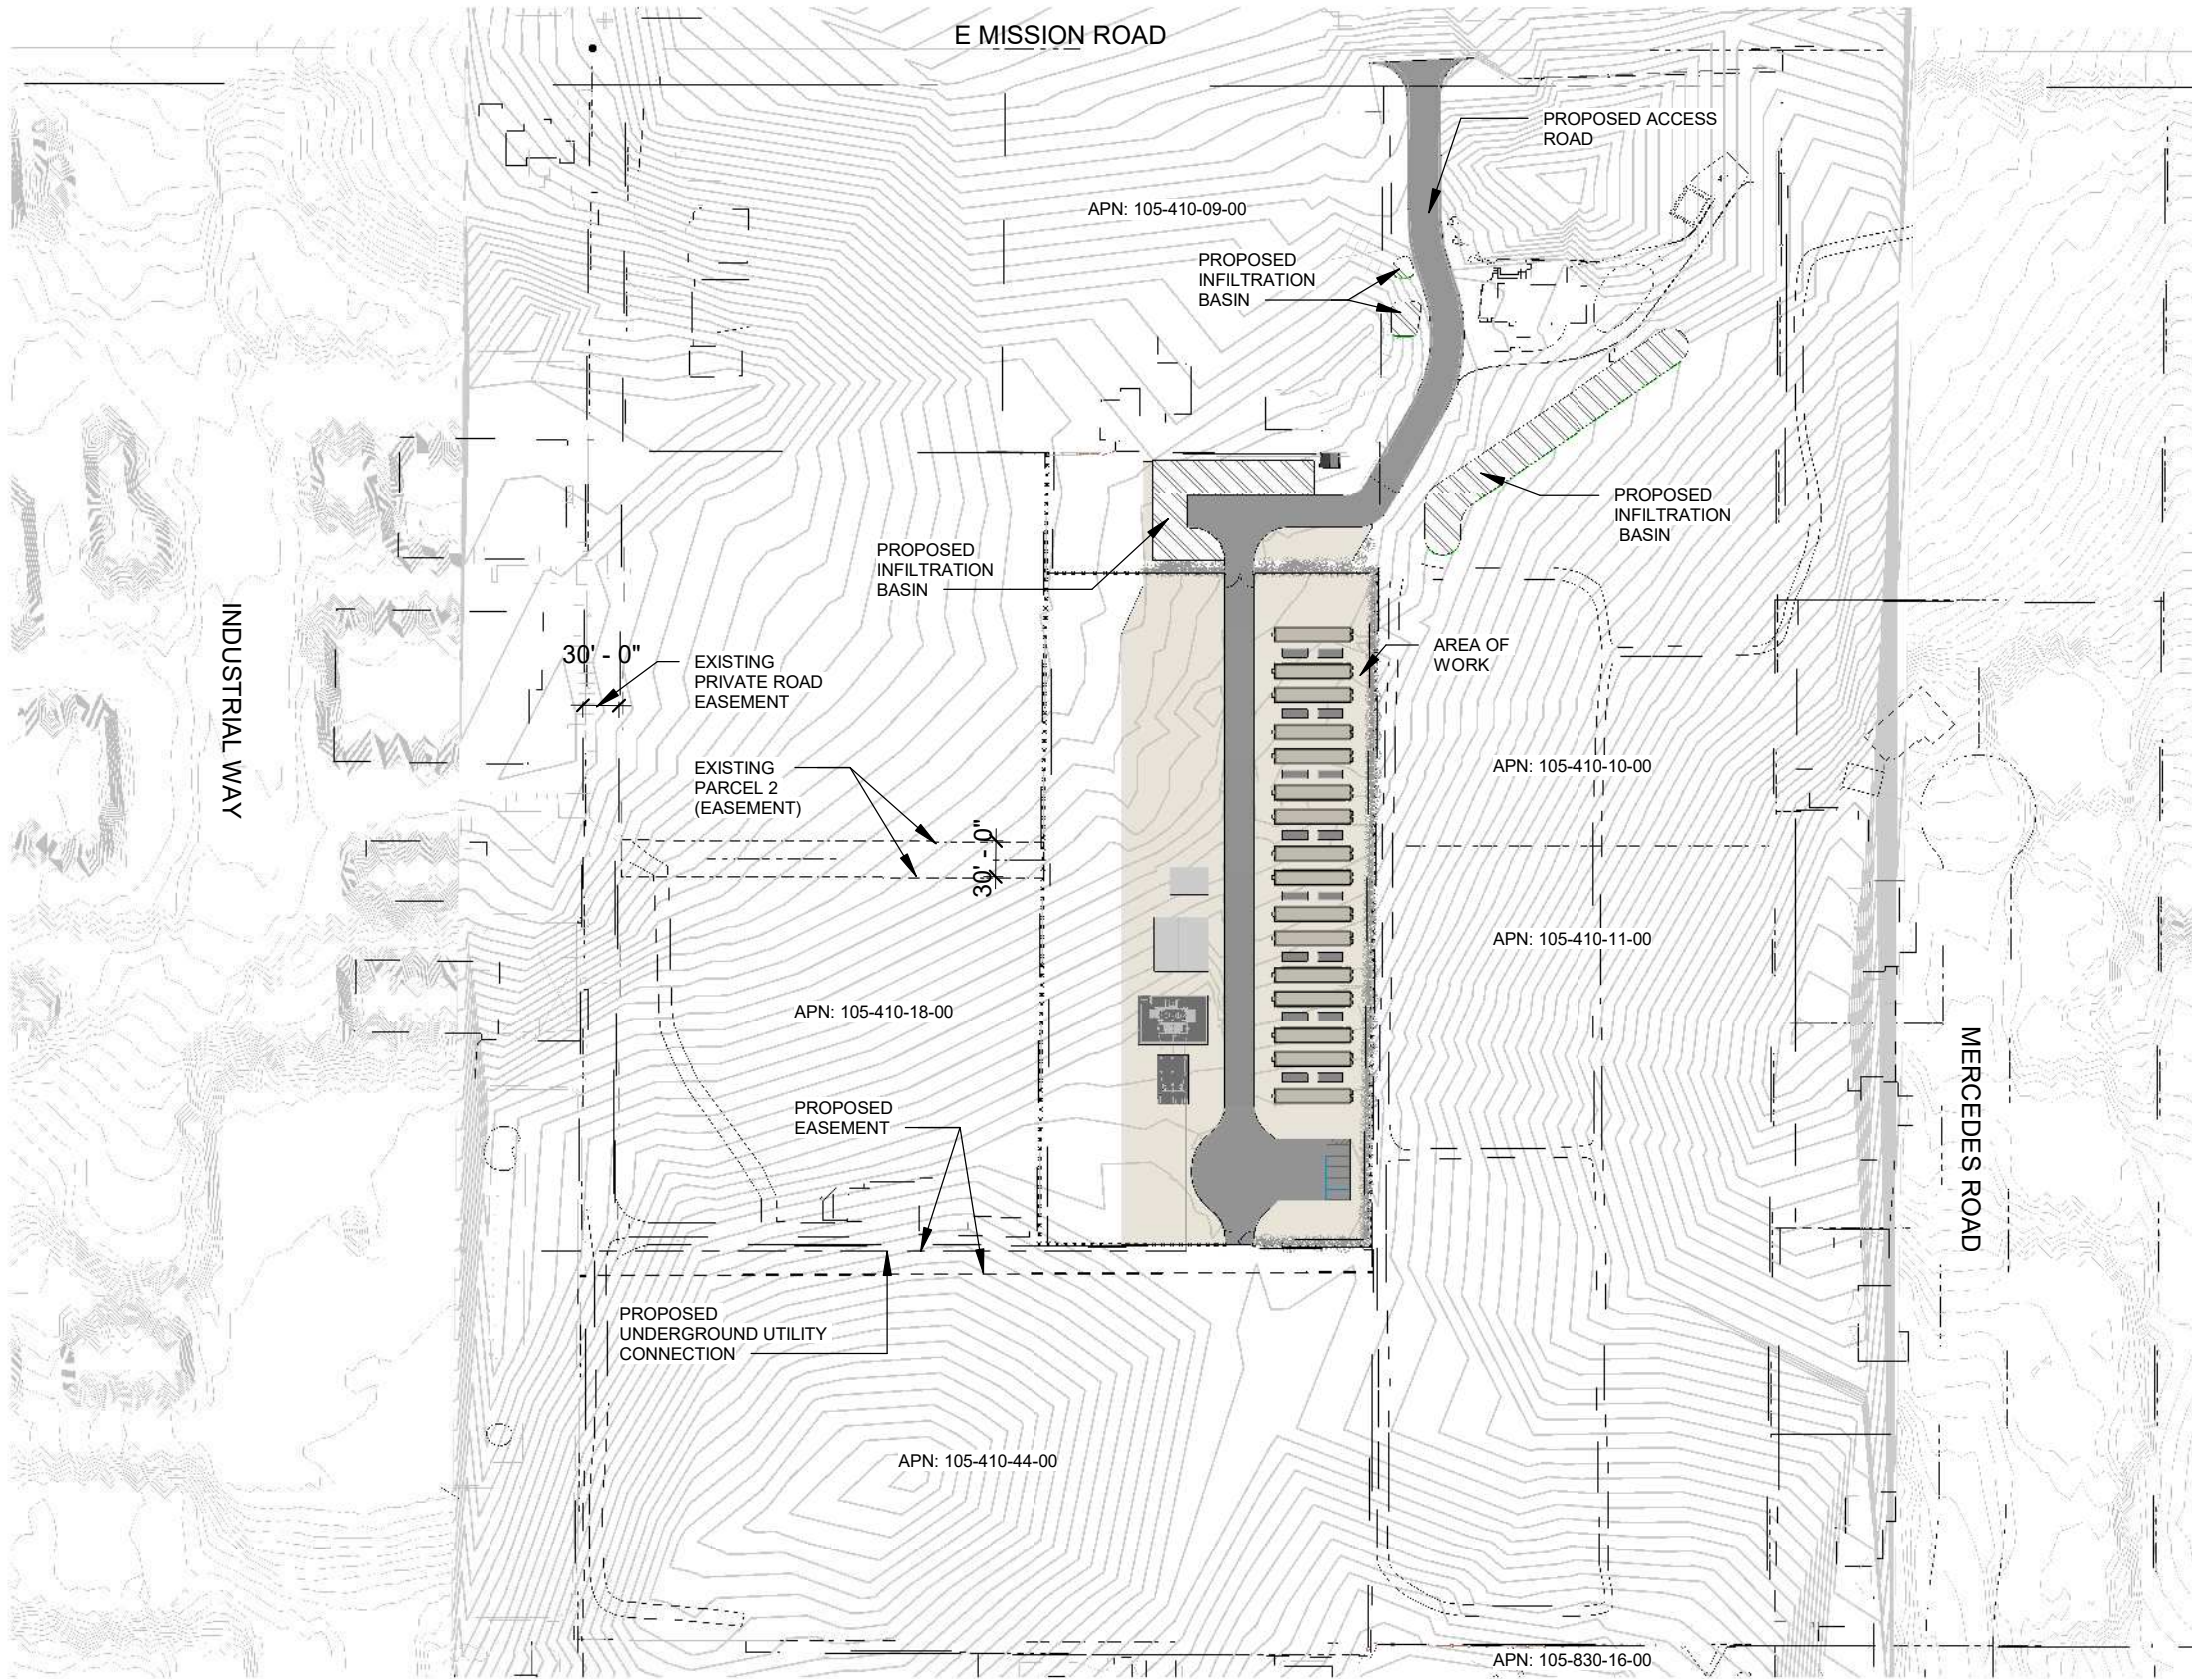 E MISSION ROAD
PROPOSED ACCESS
ROAD
APN: 105-410-09-00
PROPOSED
INFILTRATION
BASIN
PROPOSED
INFILTRATION
BASIN
PROPOSED
INFILTRATION
BASIN
INDUSTRIAL WAY
30' - 0"
EXISTING
PRIVATE ROAD
EASEMENT
AREA OF
WORK
EXISTING
PARCEL 2
(EASEMENT)
30' - 0"
APN: 105-410-10-00
APN: 105-410-11-00
APN: 105-410-18-00
MERCEDES ROAD
PROPOSED
EASEMENT
PROPOSED
UNDERGROUND UTILITY
CONNECTION
APN: 105-410-44-00
APN: 105-830-16-00